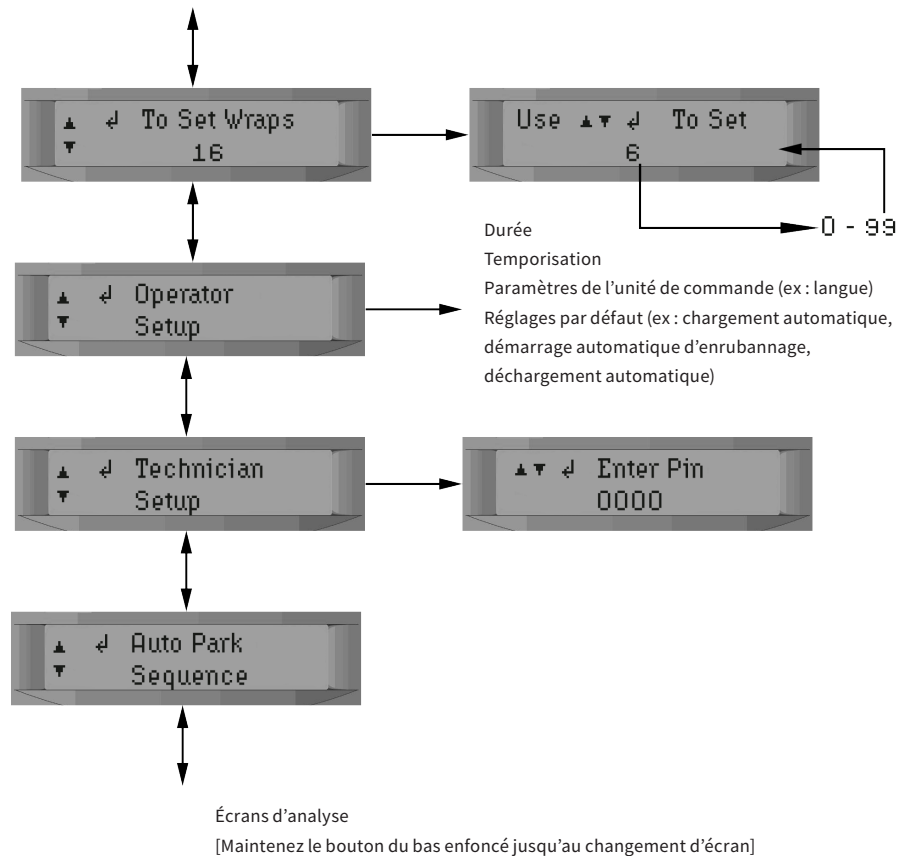 To Set Wraps
16
Use ▲▼ ↲ To Set
6
0 - 99
Durée
Temporisation
Paramètres de l’unité de commande (ex : langue)
Réglages par défaut (ex : chargement automatique,
démarrage automatique d’enrubannage,
déchargement automatique)
Operator
Setup
Technician
Setup
▲▼ ↲ Enter Pin
0000
Auto Park
Sequence
Écrans d’analyse
[Maintenez le bouton du bas enfoncé jusqu’au changement d’écran]